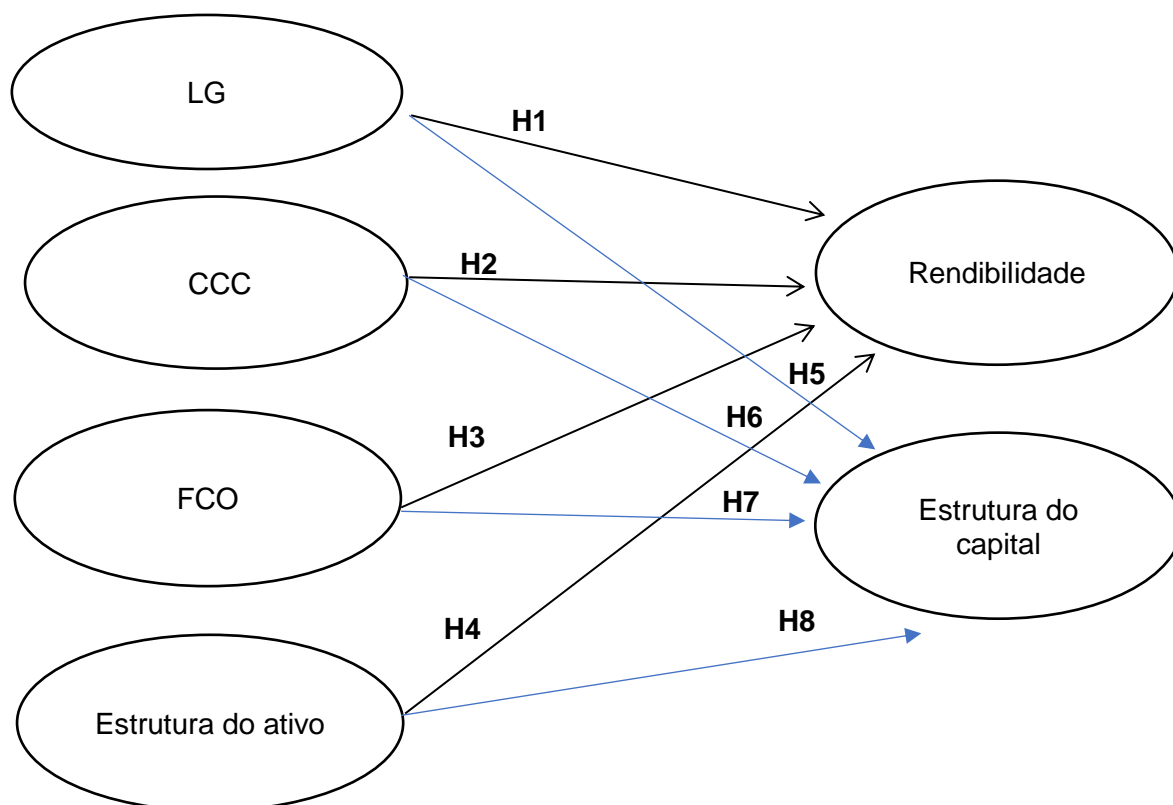 LG
H1
CCC
H2
Rendibilidade
H5
H6
H3
FCO
H7
Estrutura do
capital
H4
H8
Estrutura do ativo